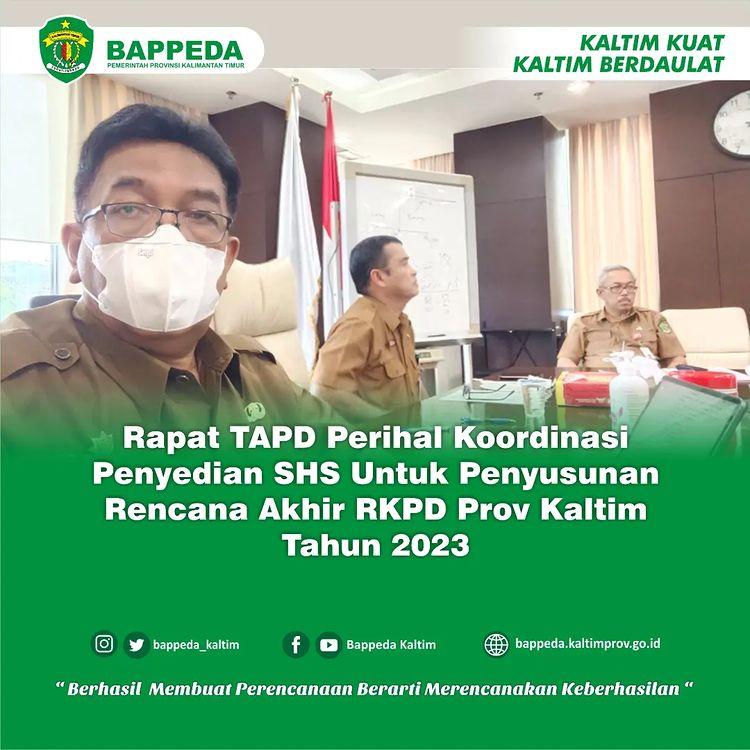 BAPPEDA
PEMERINTAH PROVINSI KALIMANTAN TIMUR
KALTIM KUAT
KALTIM BERDAULAT
Rapat TAPD Perihal Koordinasi
Penyedian SHS Untuk Penyusunan
Rencana Akhir RKPD Prov Kaltim
Tahun 2023
bappeda_kaltim
Bappeda Kaltim
bappeda.kaltimprov.go.id
“ Berhasil Membuat Perencanaan Berarti Merencanakan Keberhasilan “